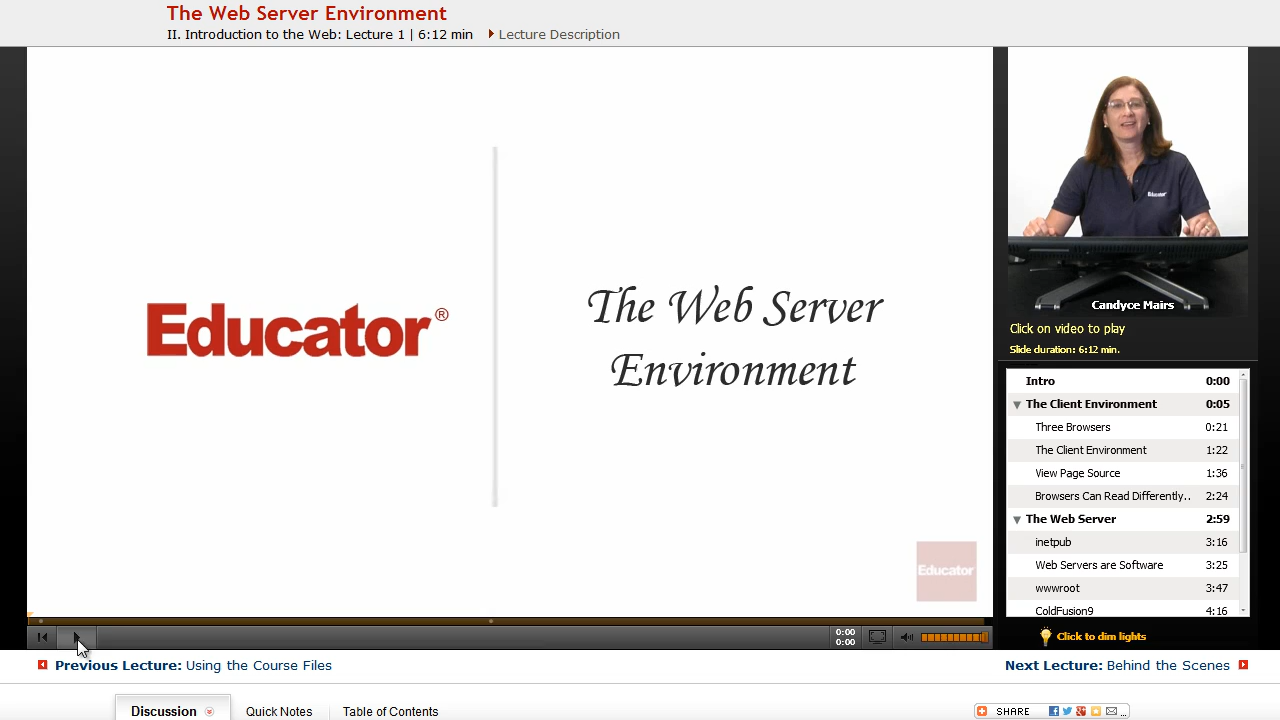 The Web Server Environment
II. Introduction to the Web: Lecture 1 | 6:12 min Lecture Description
Educator®
The Web Server
Environment
Educator
Educator
Candyce Mairs
Click on video to play
Slide duration: 6:12 min.
Intro 0:00
The Client Environment 0:05
Three Browsers 0:21
The Client Environment 1:22
View Page Source 1:36
Browsers Can Read Differently.. 2:24
The Web Server 2:59
inetpub 3:16
Web Servers are Software 3:25
wwwroot 3:47
ColdFusion9 4:16
0:00
0:00
Click to dim lights
Previous Lecture: Using the Course Files
Next Lecture: Behind the Scenes
Discussion Quick Notes Table of Contents
SHARE